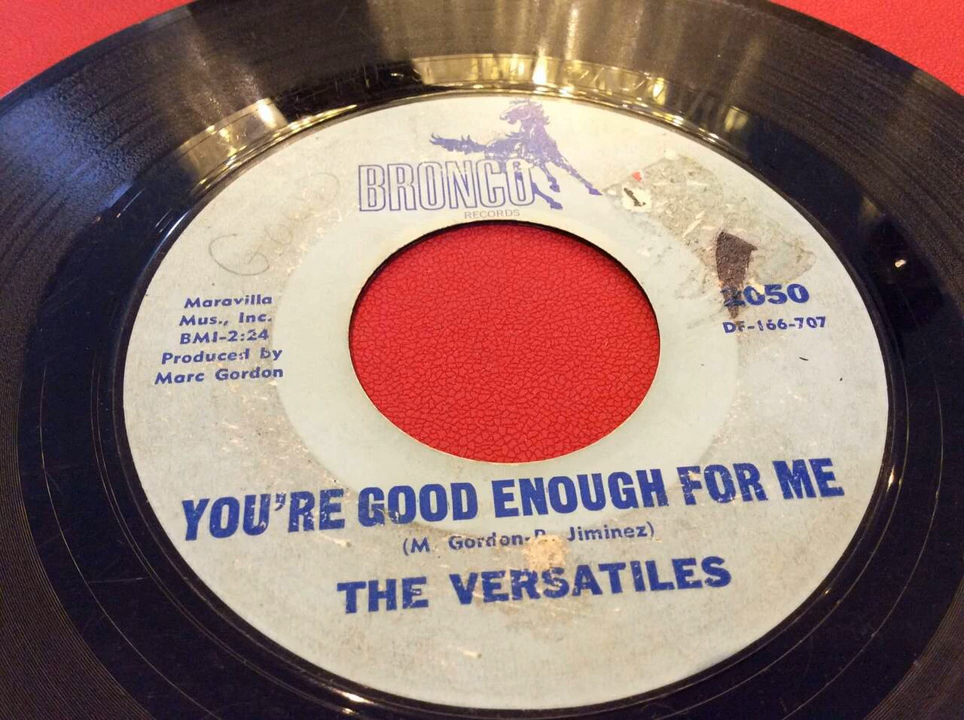 BRONCO
RECORDS
Maravilla
Mus., Inc.
BMI-2:24
Produced by
Marc Gordon
2050
DF-166-707
YOU'RE GOOD ENOUGH FOR ME
(M. Gordon-P. Jiminez)
THE VERSATILES